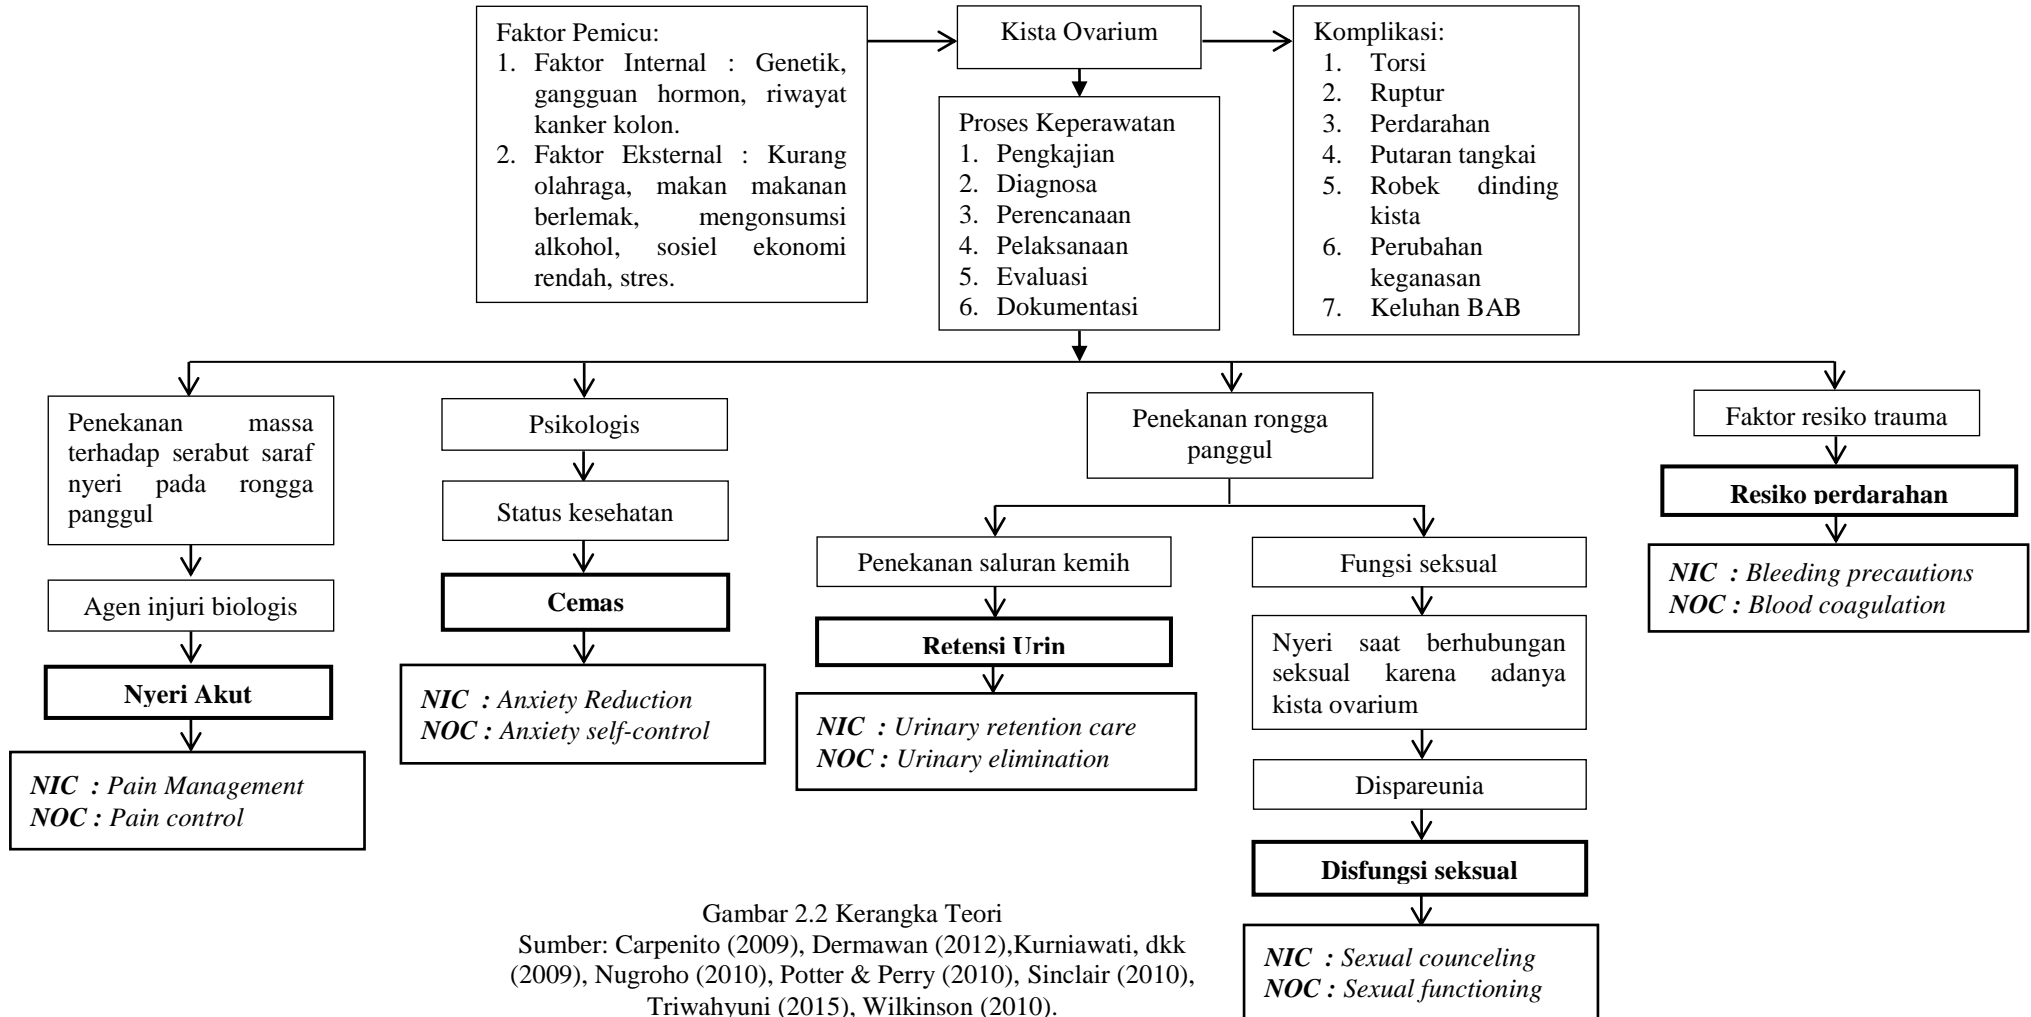 Faktor Pemicu:
1. Faktor Internal : Genetik,
gangguan hormon, riwayat
kanker kolon.
2. Faktor Eksternal : Kurang
olahraga, makan makanan
berlemak, mengonsumsi
alkohol, sosiel ekonomi
rendah, stres.
Kista Ovarium
Proses Keperawatan
1. Pengkajian
2. Diagnosa
3. Perencanaan
4. Pelaksanaan
5. Evaluasi
6. Dokumentasi
Komplikasi:
1. Torsi
2. Ruptur
3. Perdarahan
4. Putaran tangkai
5. Robek dinding
kista
6. Perubahan
keganasan
7. Keluhan BAB
Penekanan massa
terhadap serabut saraf
nyeri pada rongga
panggul
Agen injuri biologis
Nyeri Akut
NIC : Pain Management
NOC : Pain control
Psikologis
Status kesehatan
Cemas
NIC : Anxiety Reduction
NOC : Anxiety self-control
Penekanan rongga
panggul
Penekanan saluran kemih
Retensi Urin
NIC : Urinary retention care
NOC : Urinary elimination
Fungsi seksual
Nyeri saat berhubungan
seksual karena adanya
kista ovarium
Dispareunia
Disfungsi seksual
NIC : Sexual counceling
NOC : Sexual functioning
Faktor resiko trauma
Resiko perdarahan
NIC : Bleeding precautions
NOC : Blood coagulation
Gambar 2.2 Kerangka Teori
Sumber: Carpenito (2009), Dermawan (2012),Kurniawati, dkk
(2009), Nugroho (2010), Potter & Perry (2010), Sinclair (2010),
Triwahyuni (2015), Wilkinson (2010).